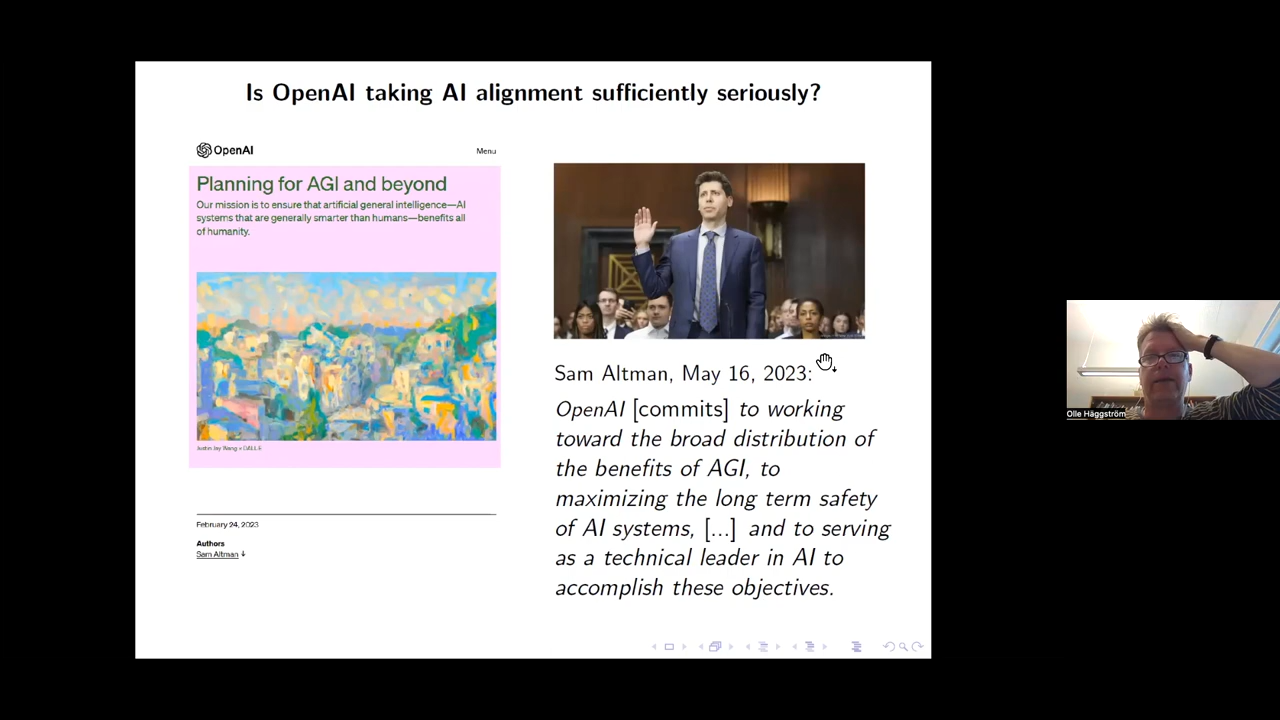 Is OpenAI taking AI alignment sufficiently seriously?
OpenAI
Menu
Planning for AGI and beyond
Our mission is to ensure that artificial general intelligence—AI
systems that are generally smarter than humans—benefits all
of humanity.
Justin Jay Wang × DALL·E
February 24, 2023
Authors
Sam Altman ↓
Sam Altman, May 16, 2023:
OpenAI [commits] to working
toward the broad distribution of
the benefits of AGI, to
maximizing the long term safety
of AI systems, [...] and to serving
as a technical leader in AI to
accomplish these objectives.
Olle Häggström